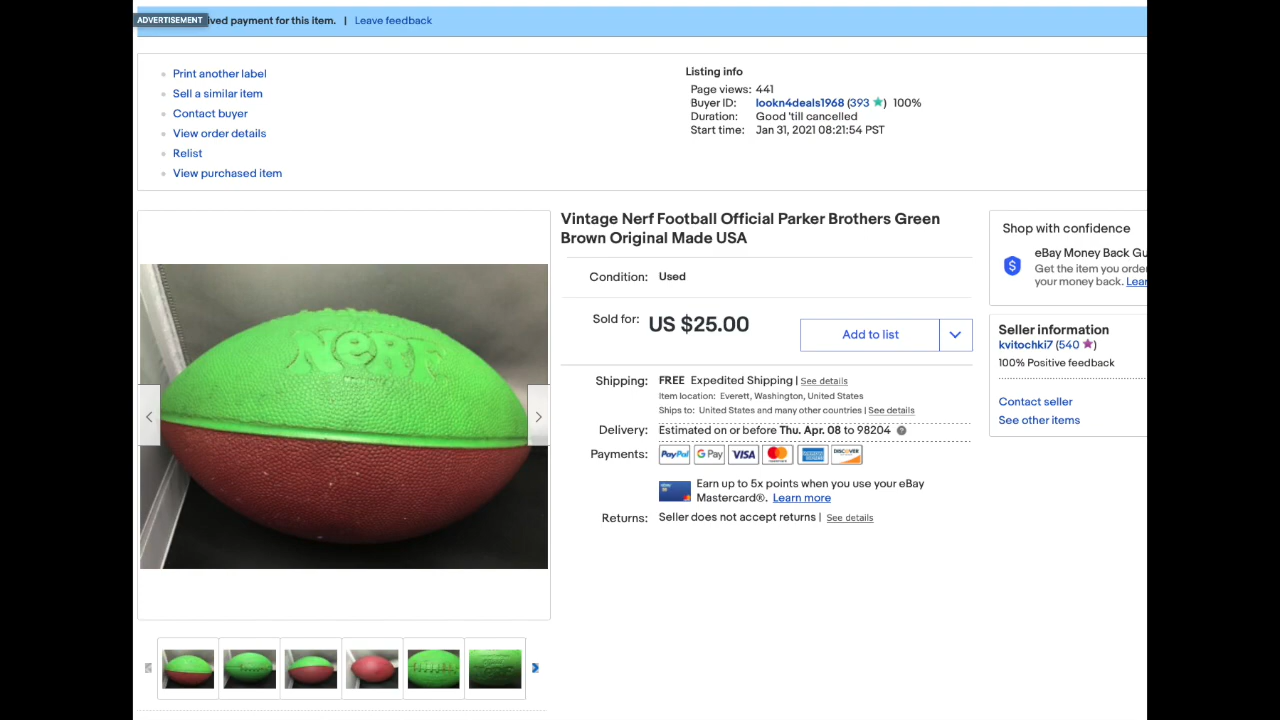 ADVERTISEMENT
ved payment for this item. | Leave feedback
Print another label
Sell a similar item
Contact buyer
View order details
Relist
View purchased item
Listing info
Page views: 441
Buyer ID: lookn4deals1968 (393 ★) 100%
Duration: Good 'till cancelled
Start time: Jan 31, 2021 08:21:54 PST
NERF
Vintage Nerf Football Official Parker Brothers Green
Brown Original Made USA
Condition: Used
Sold for: US $25.00
Add to list
Shipping: FREE Expedited Shipping | See details
Item location: Everett, Washington, United States
Ships to: United States and many other countries | See details
Delivery: Estimated on or before Thu. Apr. 08 to 98204
Payments: PayPal G Pay VISA DISCOVER
Earn up to 5x points when you use your eBay
Mastercard®. Learn more
Returns: Seller does not accept returns | See details
Shop with confidence
eBay Money Back Gu
Get the item you orde
your money back. Lear
Seller information
kvitochki7 (540 ★)
100% Positive feedback
Contact seller
See other items